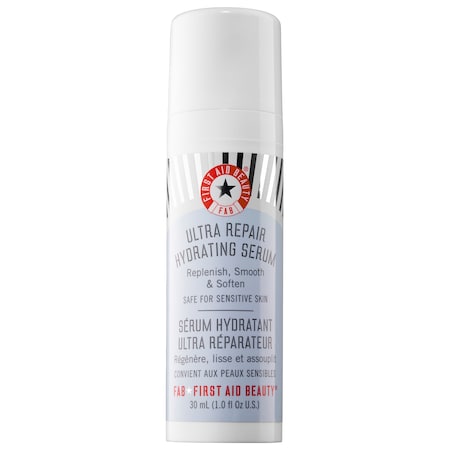 FIRST AID BEAUTY®
FAB
ULTRA REPAIR
HYDRATING SERUM
Replenish, Smooth
& Soften
SAFE FOR SENSITIVE SKIN
SÉRUM HYDRATANT
ULTRA RÉPARATEUR
Régénère, lisse et assouplit
CONVIENT AUX PEAUX SENSIBLES
FAB★FIRST AID BEAUTY®
30 mL (1.0 fl Oz U.S.)